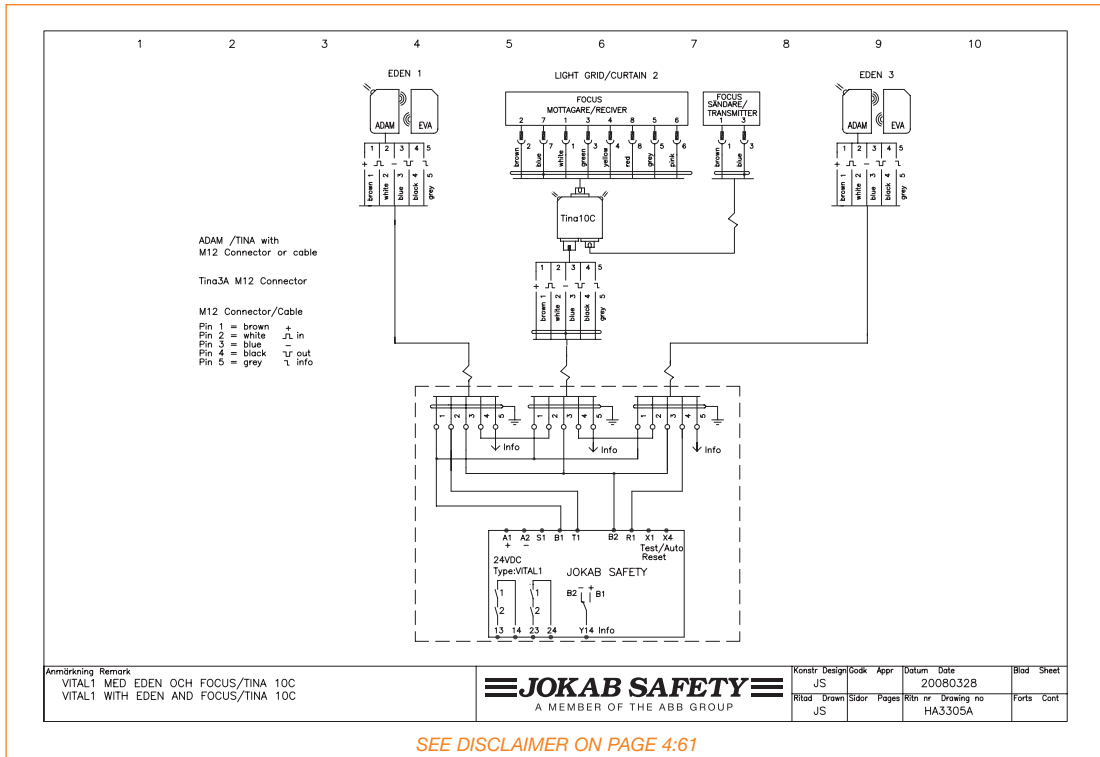 1 2 3 4 5 6 7 8 9 10
EDEN 1
LIGHT GRID/CURTAIN 2
EDEN 3
ADAM EVA
FOCUS
MOTTAGARE/RECIVER
2 7 1 3 4 8 5 6
FOCUS
SÄNDARE/
TRANSMITTER
1 3
ADAM EVA
brown 2
blue 7
white 1
green 3
yellow 4
red 8
grey 5
pink 6
brown 1
blue 3
1 2 3 4 5
+ -
brown 1
white 2
blue 3
black 4
grey 5
1 2 3 4 5
+ -
brown 1
white 2
blue 3
black 4
grey 5
Tina10C
1 2 3 4 5
+ -
brown 1
white 2
blue 3
black 4
grey 5
ADAM /TINA with
M12 Connector or cable
Tina3A M12 Connector
M12 Connector/Cable
Pin 1 = brown +
Pin 2 = white in
Pin 3 = blue -
Pin 4 = black out
Pin 5 = grey info
1 2 3 4 5
1 2 3 4 5
1 2 3 4 5
Info
Info
Info
A1 A2 S1 B1 T1 B2 R1 X1 X4
+ -
Test/Auto
Reset
24VDC
Type:VITAL1
JOKAB SAFETY
1 1
2 2
B2 - + B1
13 14 23 24 Y14 Info
Anmärkning Remark
VITAL1 MED EDEN OCH FOCUS/TINA 10C
VITAL1 WITH EDEN AND FOCUS/TINA 10C
JOKAB SAFETY
A MEMBER OF THE ABB GROUP
Konstr Design Godk Appr Datum Date Blad Sheet
JS 20080328
Ritad Drawn Sidor Pages Ritn nr Drawing no Forts Cont
JS HA3305A
SEE DISCLAIMER ON PAGE 4:61